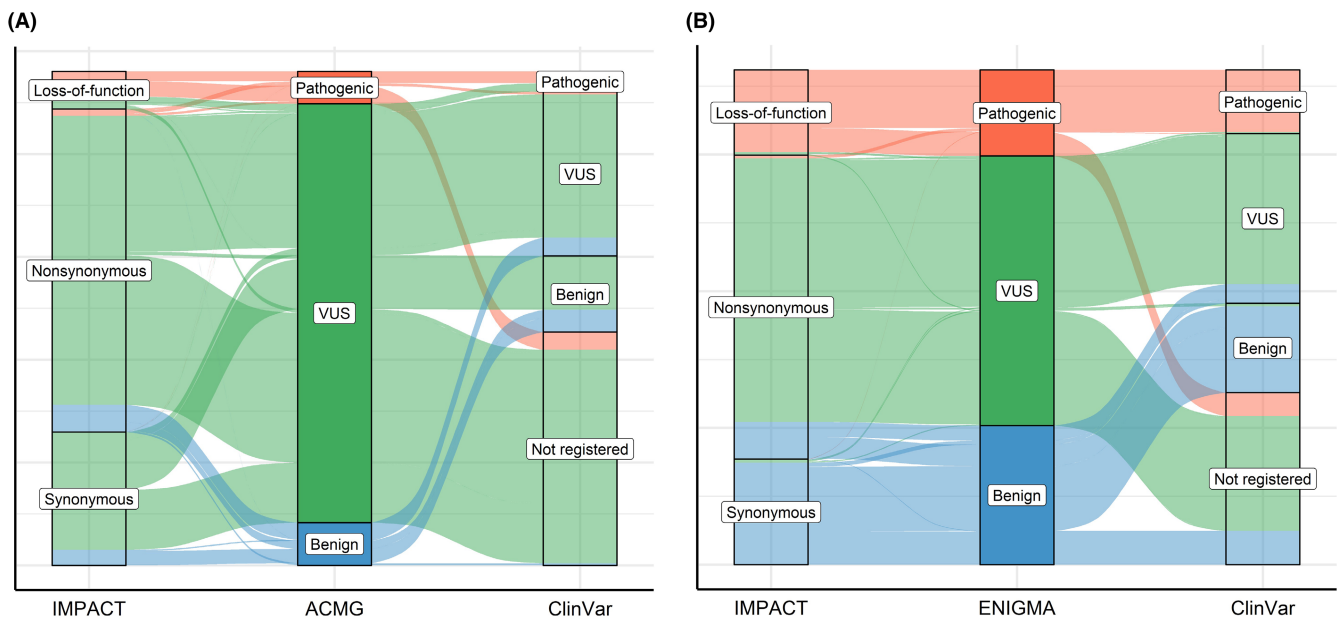 (A)
Loss-of-function
Nonsynonymous
Synonymous
Pathogenic
VUS
Benign
Pathogenic
VUS
Benign
Not registered
IMPACT
ACMG
ClinVar
(B)
Loss-of-function
Nonsynonymous
Synonymous
Pathogenic
VUS
Benign
Pathogenic
VUS
Benign
Not registered
IMPACT
ENIGMA
ClinVar